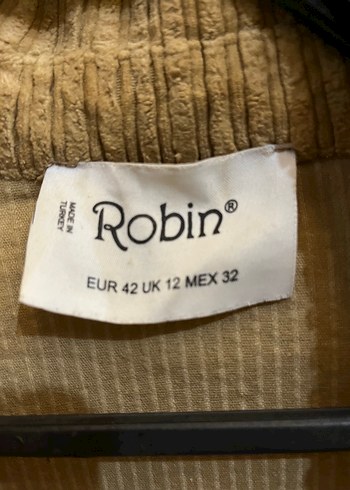 MADE IN
TURKEY
Robin®
EUR 42 UK 12 MEX 32